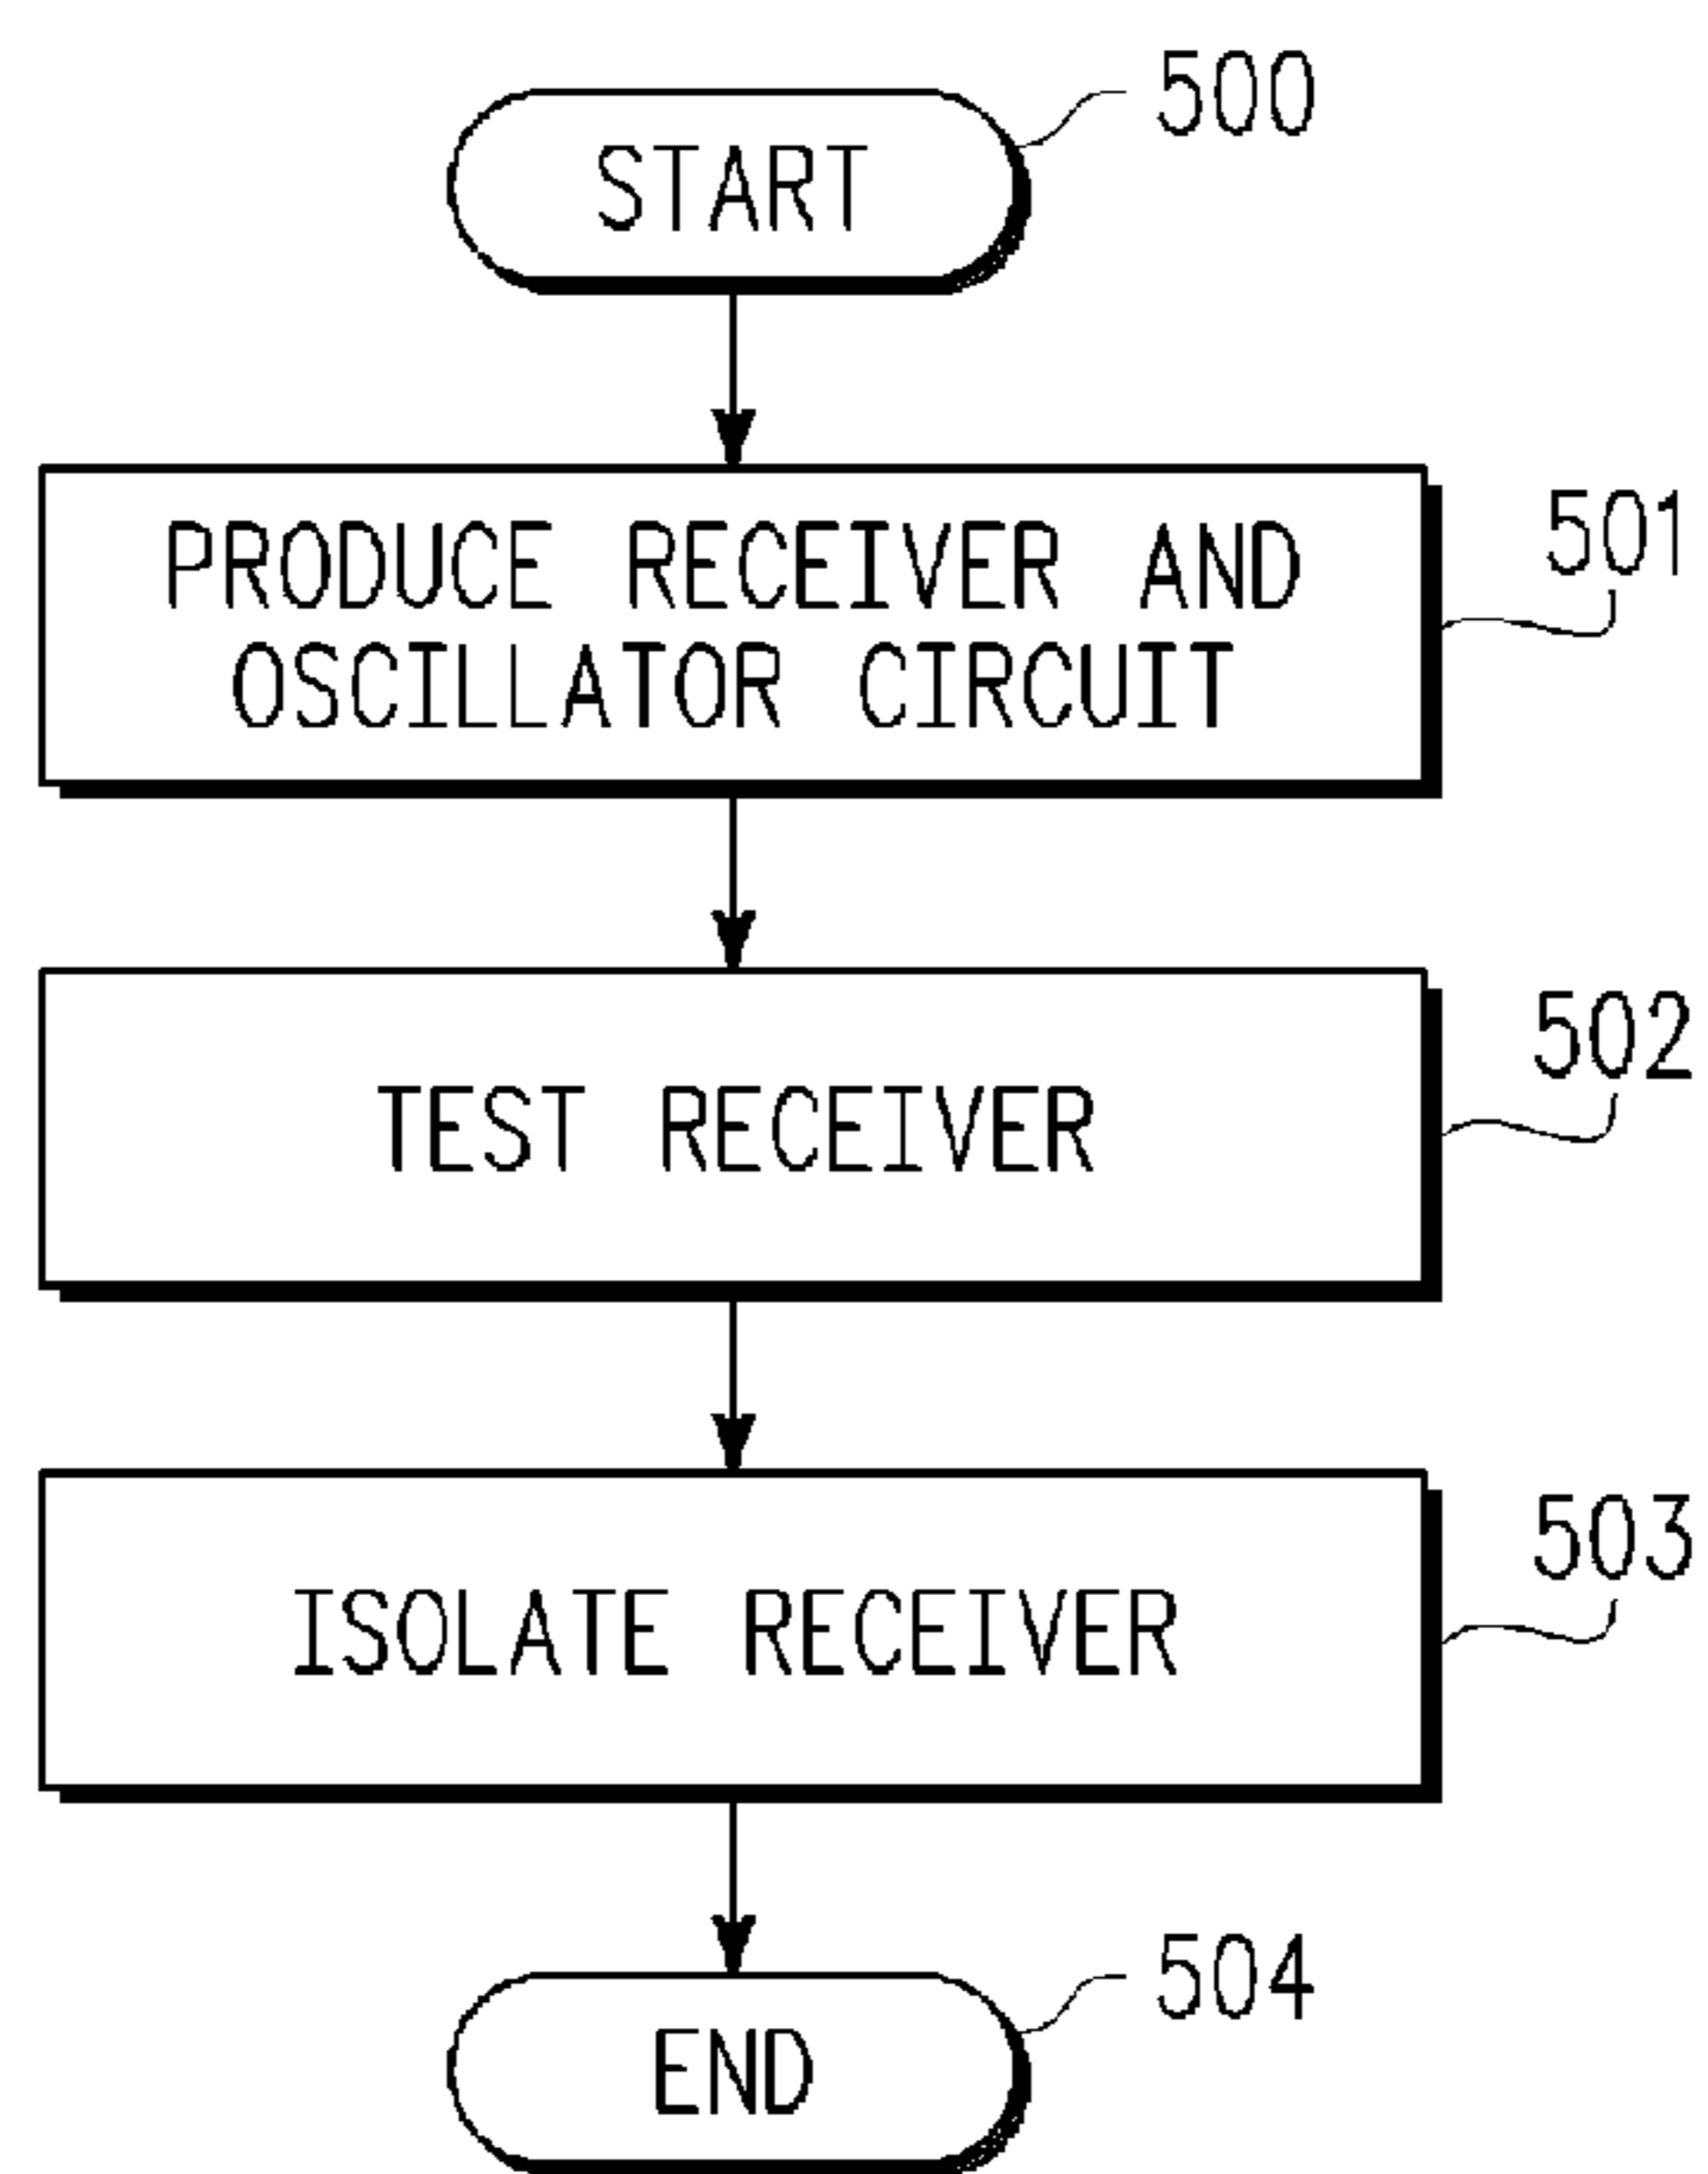 500
START
501
PRODUCE RECEIVER AND
OSCILLATOR CIRCUIT
502
TEST RECEIVER
503
ISOLATE RECEIVER
504
END